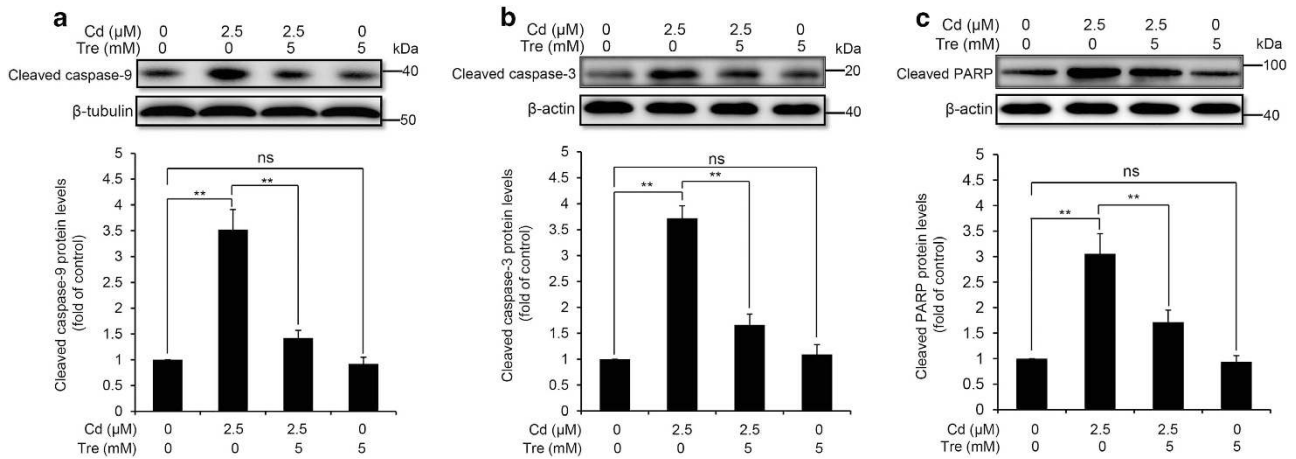 a
Cd (μM) 0 2.5 2.5 0
Tre (mM) 0 0 5 5 kDa
Cleaved caspase-9 40
β-tubulin 50
5
4.5
4
3.5
3
2.5
2
1.5
1
0.5
0
Cleaved caspase-9 protein levels
(fold of control)
ns
** **
Cd (μM) 0 2.5 2.5 0
Tre (mM) 0 0 5 5
b
Cd (μM) 0 2.5 2.5 0
Tre (mM) 0 0 5 5 kDa
Cleaved caspase-3 20
β-actin 40
5
4.5
4
3.5
3
2.5
2
1.5
1
0.5
0
Cleaved caspase-3 protein levels
(fold of control)
ns
** **
Cd (μM) 0 2.5 2.5 0
Tre (mM) 0 0 5 5
c
Cd (μM) 0 2.5 2.5 0
Tre (mM) 0 0 5 5 kDa
Cleaved PARP 100
β-actin 40
5
4.5
4
3.5
3
2.5
2
1.5
1
0.5
0
Cleaved PARP protein levels
(fold of control)
ns
** **
Cd (μM) 0 2.5 2.5 0
Tre (mM) 0 0 5 5